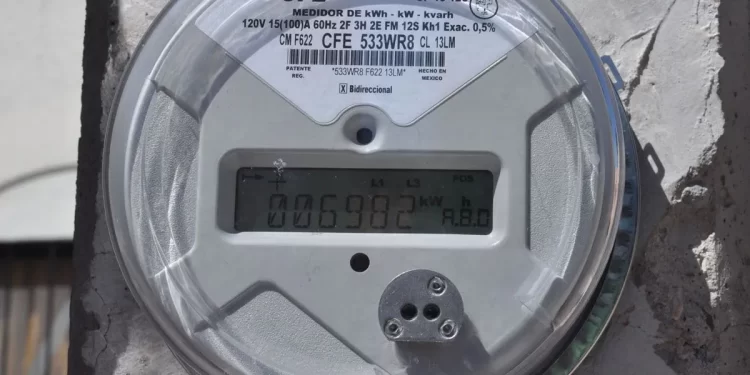 MEDIDOR DE kWh - kW - kvarh
120V 15(100)A 60Hz 2F 3H 2E FM 12S Kh1 Exac. 0,5%
CM F622 CFE 533WR8 CL 13LM
PATENTE REG.
*533WR8 F622 13LM*
HECHO EN MEXICO
X Bidireccional
L1 L3
006982 kW h
A.B.0